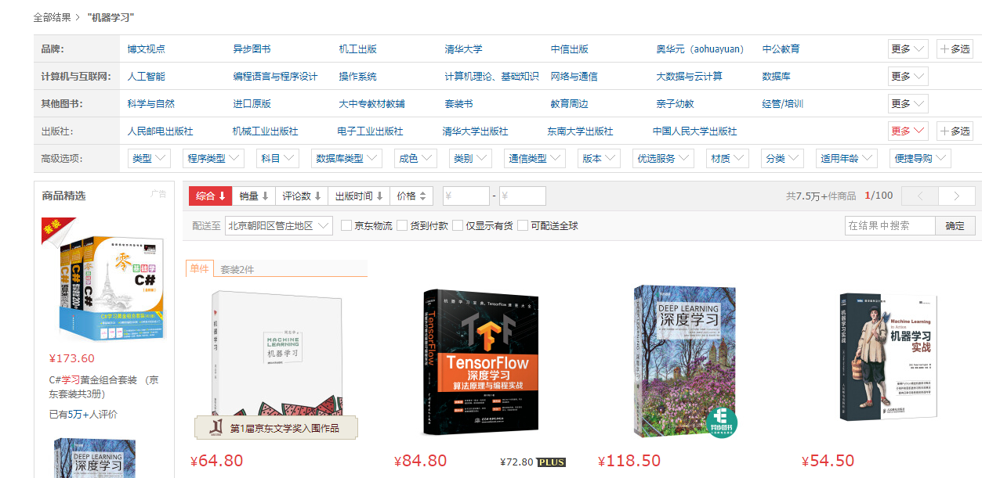 全部结果 > "机器学习"
品牌： 博文视点 异步图书 机工出版 清华大学 中信出版 奥华元（aohuayuan） 中公教育 更多 多选
计算机与互联网： 人工智能 编程语言与程序设计 操作系统 计算机理论、基础知识 网络与通信 大数据与云计算 数据库 更多
其他图书： 科学与自然 进口原版 大中专教材教辅 套装书 教育周边 亲子幼教 经管/培训 更多
出版社： 人民邮电出版社 机械工业出版社 电子工业出版社 清华大学出版社 东南大学出版社 中国人民大学出版社 更多 多选
高级选项： 类型 程序类型 科目 数据库类型 成色 类别 通信类型 版本 优选服务 材质 分类 适用年龄 便捷导购
商品精选 广告
综合 销量 评论数 出版时间 价格 ¥ - ¥ 共7.5万+件商品 1/100 < >
配送至 北京朝阳区管庄地区 京东物流 货到付款 仅显示有货 可配送全球 在结果中搜索 确定
套装
零基础学
C#
C#学习黄金组合套装
¥173.60
C#学习黄金组合套装 （京
东套装共3册）
已有5万+人评价
DEEP LEARNING
深度学习
单件 套装2件
机器学习
MACHINE
LEARNING
机器学习
第1届京东文学奖入围作品
¥64.80
TensorFlow
深度学习
算法原理与编程实战
¥84.80 ¥72.80 PLUS
DEEP LEARNING
深度学习
异步图书
¥118.50
机器学习实战
Machine Learning
in Action
机器学习
实战
人民邮电出版社
¥54.50